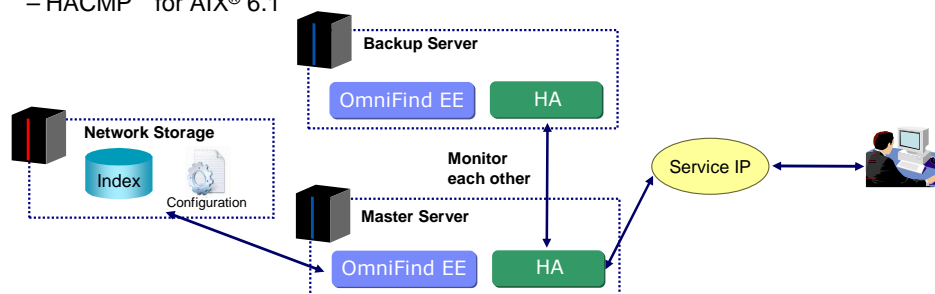 – HACMP for AIX® 6.1
Backup Server
OmniFind EE
HA
Network Storage
Index
Configuration
Monitor
each other
Service IP
Master Server
OmniFind EE
HA